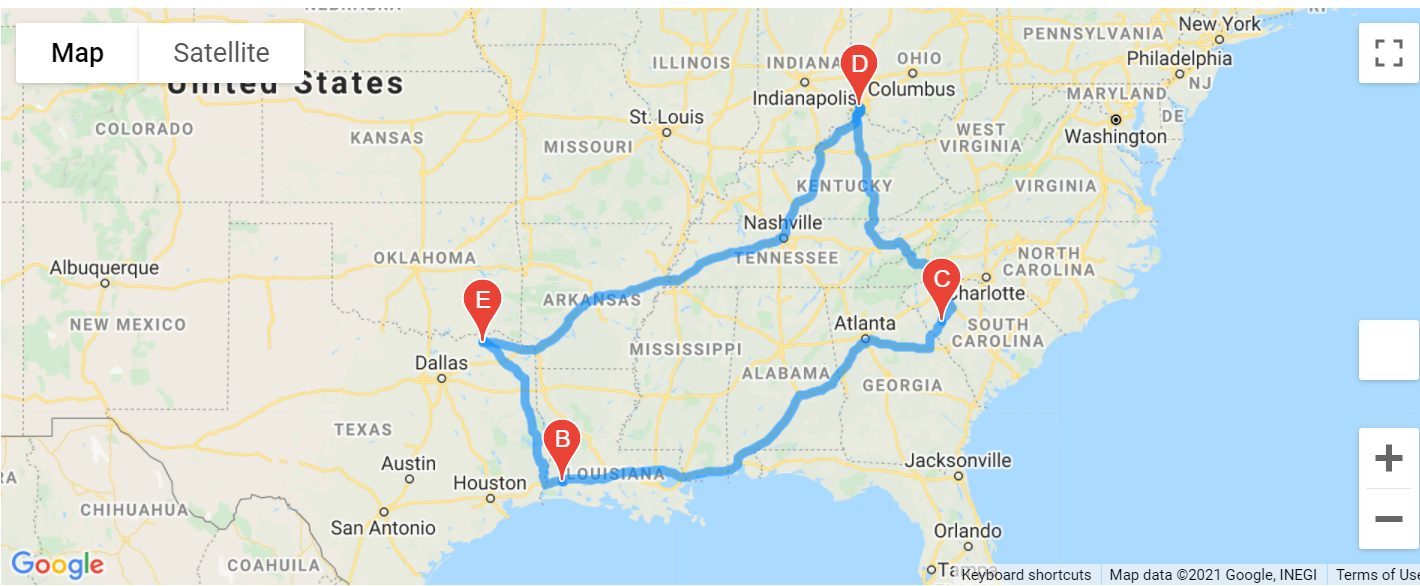 NEBRASKA
New York
Map
Satellite
PENNSYLVANIA
United States
ILLINOIS
INDIANA
D
OHIO
Philadelphia
Indianapolis
Columbus
MARYLAND
NJ
COLORADO
St. Louis
DE
KANSAS
Washington
MISSOURI
WEST
VIRGINIA
KENTUCKY
VIRGINIA
Nashville
OKLAHOMA
TENNESSEE
NORTH
CAROLINA
Albuquerque
C
Charlotte
E
ARKANSAS
NEW MEXICO
Atlanta
SOUTH
CAROLINA
MISSISSIPPI
Dallas
ALABAMA
GEORGIA
TEXAS
B
Austin
LOUISIANA
Jacksonville
Houston
CHIHUAHUA
San Antonio
Orlando
COAHUILA
Google
Tampa
Keyboard shortcuts
Map data ©2021 Google, INEGI
Terms of Use